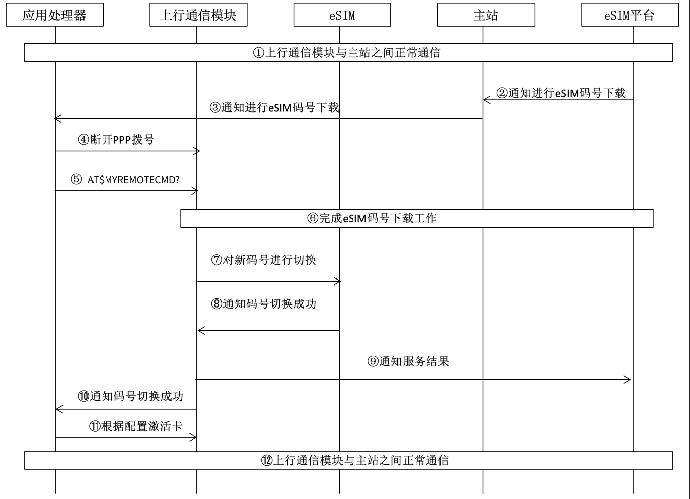 应用处理器
上行通信模块
eSIM
主站
eSIM平台
①上行通信模块与主站之间正常通信
②通知进行eSIM码号下载
③通知进行eSIM码号下载
④断开PPP拨号
⑤ AT$MYREMOTECMD?
⑥完成eSIM码号下载工作
⑦对新码号进行切换
⑧通知码号切换成功
⑨通知服务结果
⑩通知码号切换成功
⑪根据配置激活卡
⑫上行通信模块与主站之间正常通信